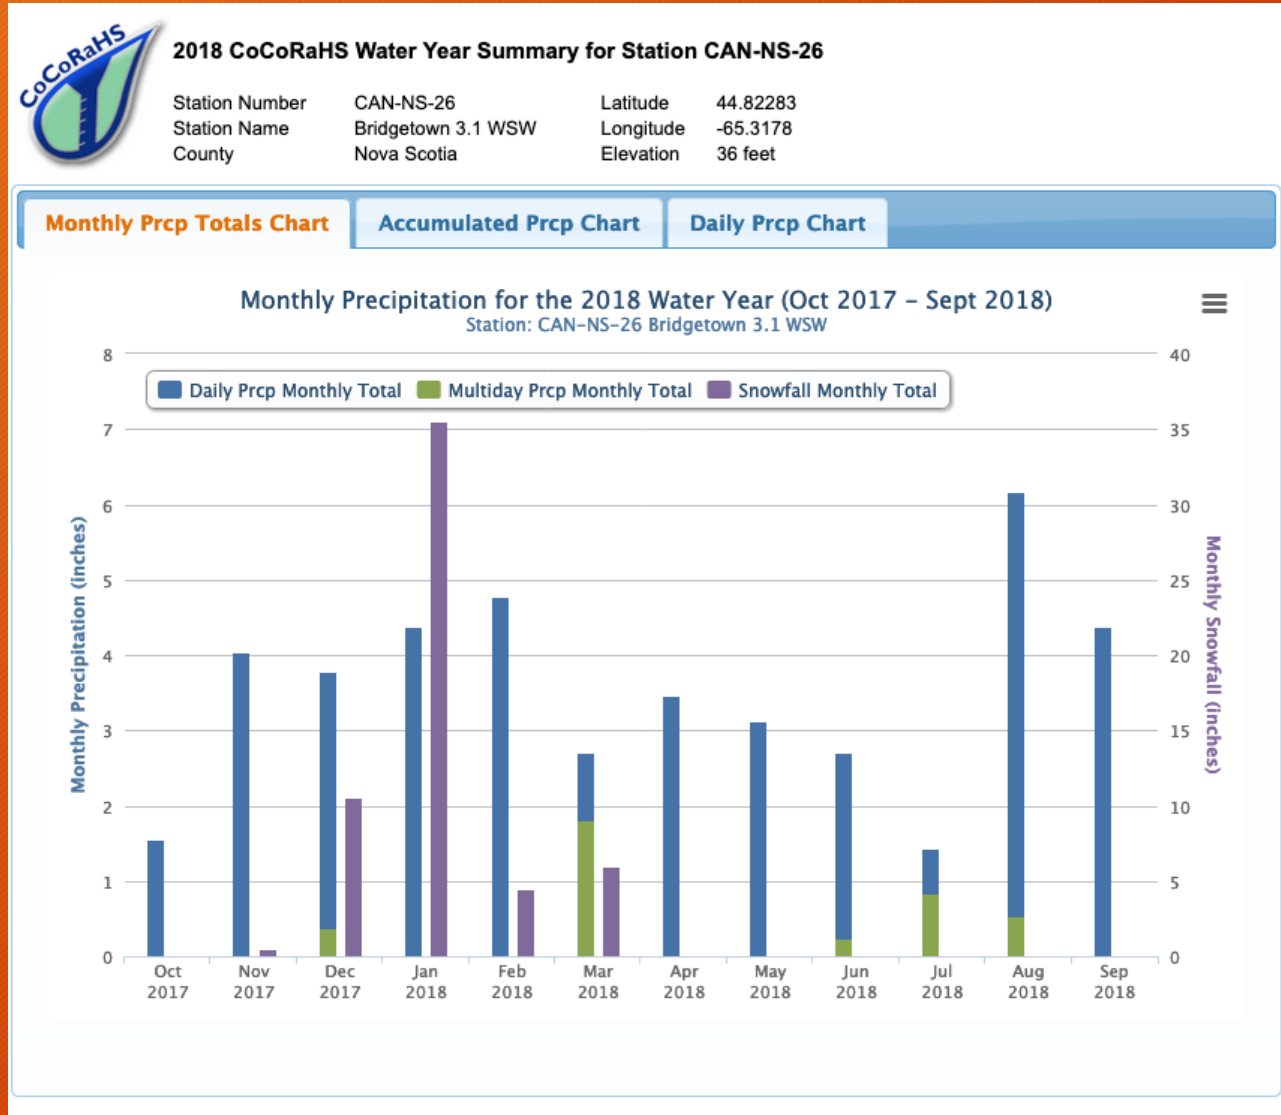 CoCoRaHS
2018 CoCoRaHS Water Year Summary for Station CAN-NS-26
Station Number CAN-NS-26 Latitude 44.82283
Station Name Bridgetown 3.1 WSW Longitude -65.3178
County Nova Scotia Elevation 36 feet
Monthly Prcp Totals Chart Accumulated Prcp Chart Daily Prcp Chart
Monthly Precipitation for the 2018 Water Year (Oct 2017 – Sept 2018)
Station: CAN-NS-26 Bridgetown 3.1 WSW
Daily Prcp Monthly Total Multiday Prcp Monthly Total Snowfall Monthly Total
Monthly Precipitation (inches)
8
7
6
5
4
3
2
1
0
40
35
30
25
20
15
10
5
0
Monthly Snowfall (inches)
Oct Nov Dec Jan Feb Mar Apr May Jun Jul Aug Sep
2017 2017 2017 2018 2018 2018 2018 2018 2018 2018 2018 2018